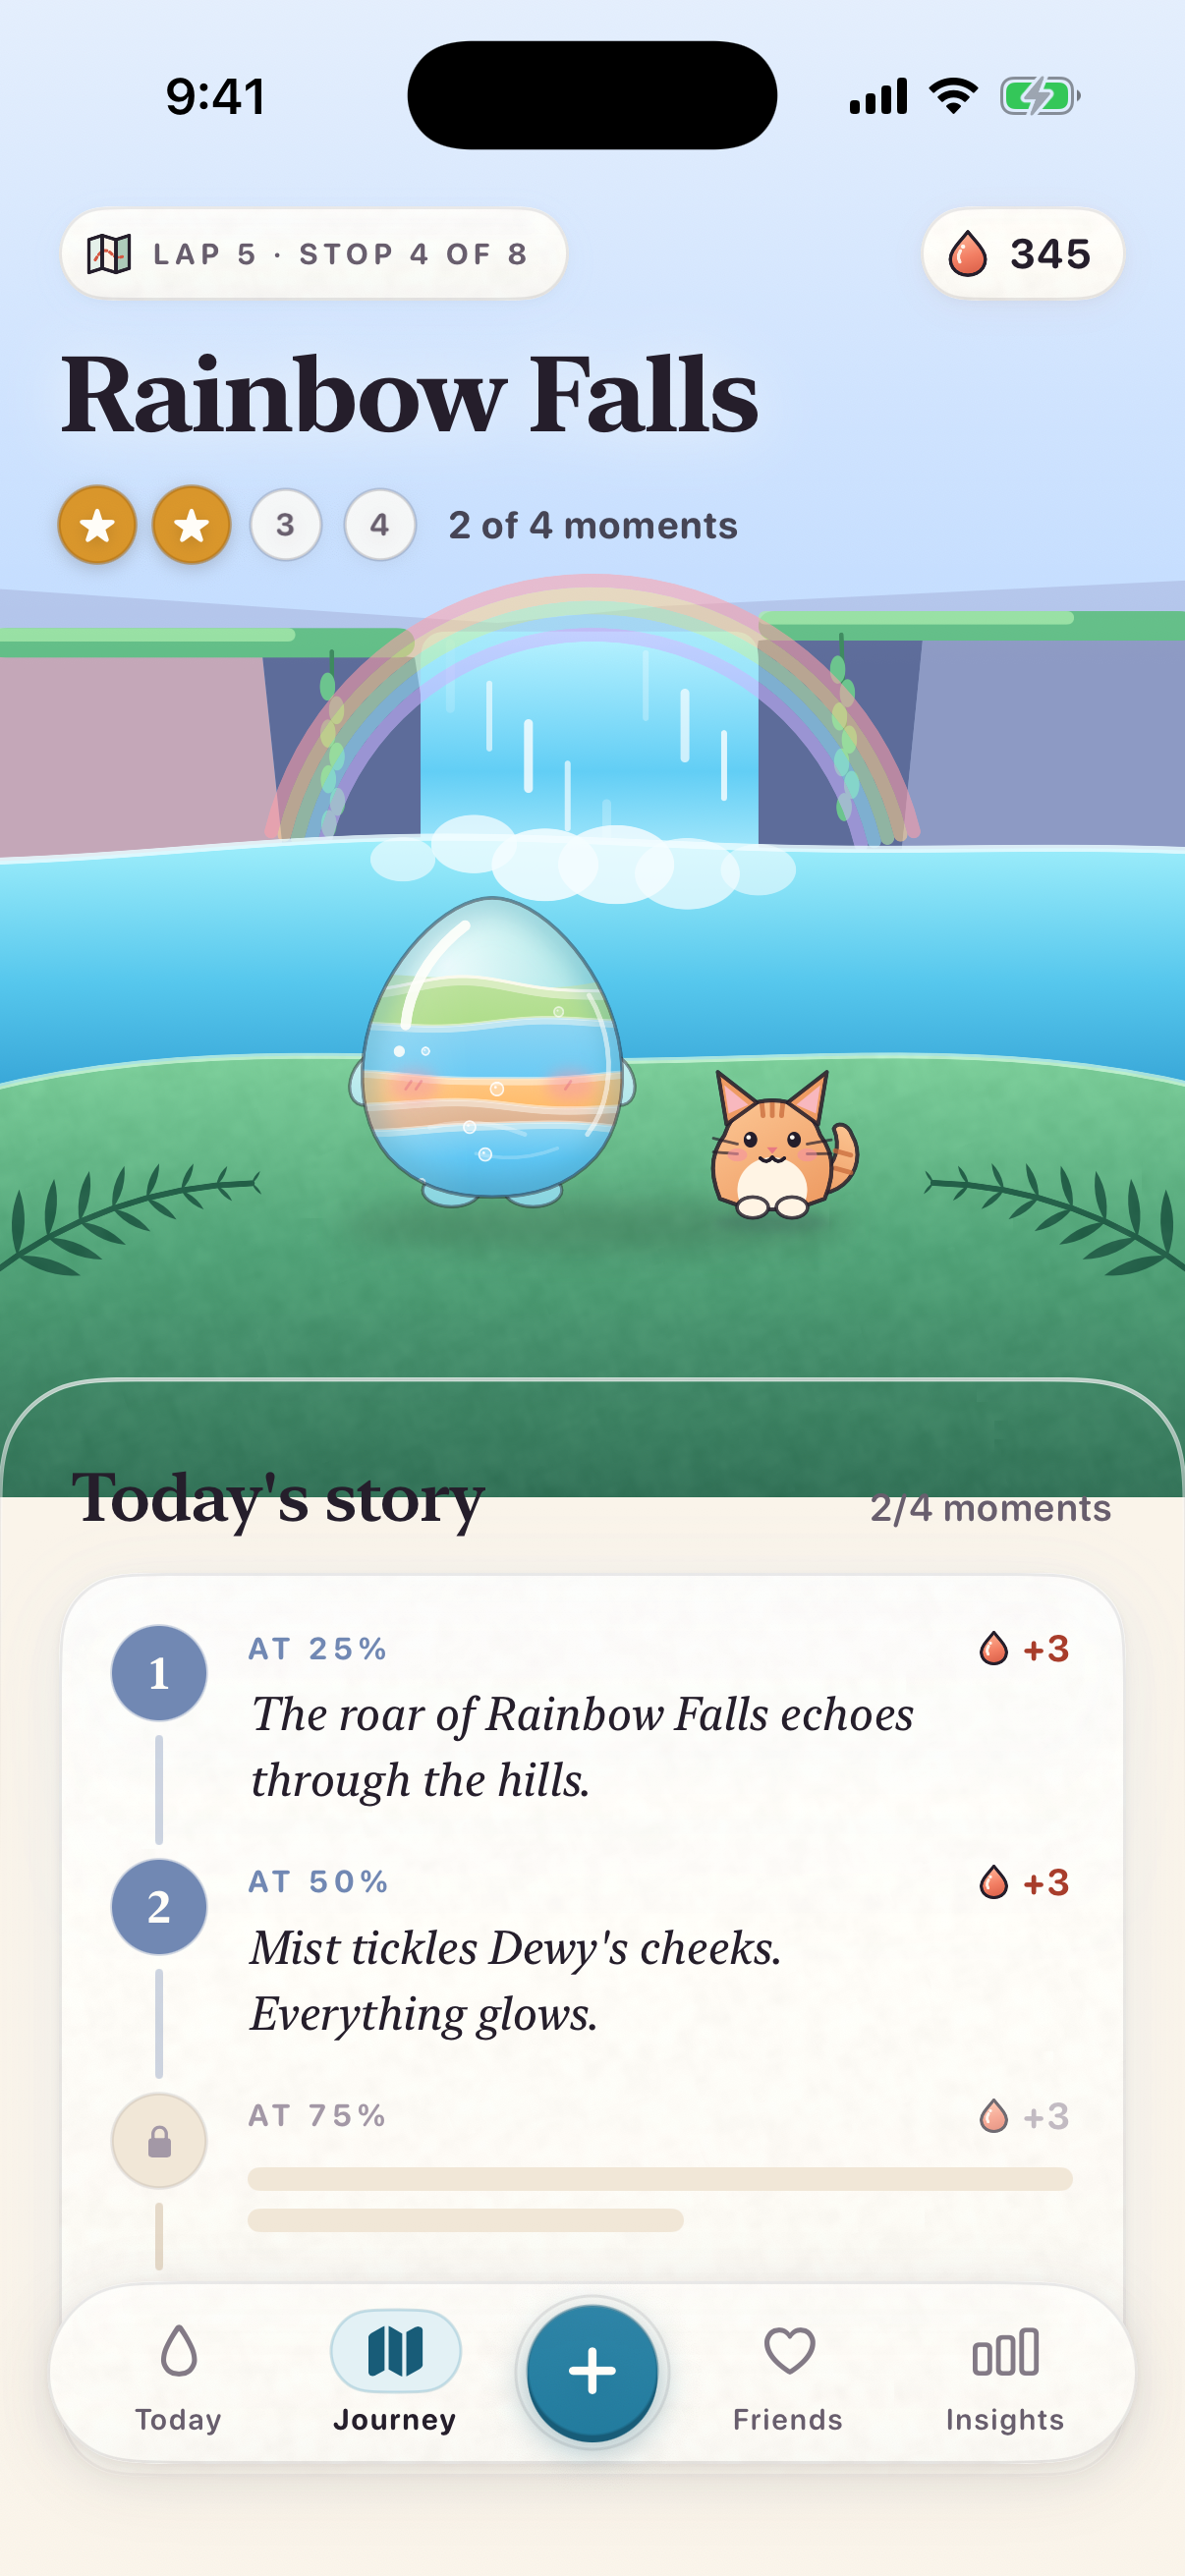 9:41
LAP 5 · STOP 4 OF 8
345
Rainbow Falls
3 4 2 of 4 moments
Today's story
2/4 moments
1 AT 25% +3
The roar of Rainbow Falls echoes
through the hills.
2 AT 50% +3
Mist tickles Dewy's cheeks.
Everything glows.
AT 75% +3
Today Journey Friends Insights